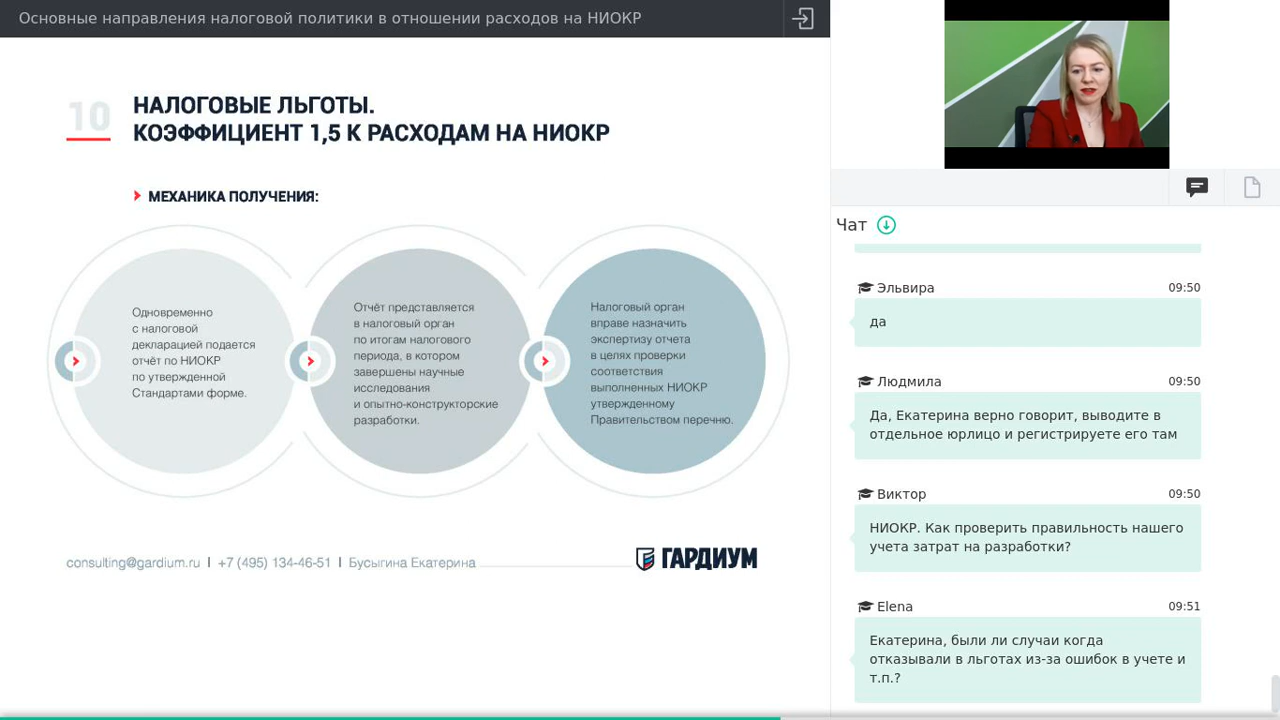 Основные направления налоговой политики в отношении расходов на НИОКР
10
НАЛОГОВЫЕ ЛЬГОТЫ.
КОЭФФИЦИЕНТ 1,5 К РАСХОДАМ НА НИОКР
МЕХАНИКА ПОЛУЧЕНИЯ:
Одновременно
с налоговой
декларацией подается
отчёт по НИОКР
по утвержденной
Стандартами форме.
Отчёт представляется
в налоговый орган
по итогам налогового
периода, в котором
завершены научные
исследования
и опытно-конструкторские
разработки.
Налоговый орган
вправе назначить
экспертизу отчета
в целях проверки
соответствия
выполненных НИОКР
утвержденному
Правительством перечню.
consulting@gardium.ru | +7 (495) 134-46-51 | Бусыгина Екатерина
ГАРДИУМ
Чат
Эльвира 09:50
да
Людмила 09:50
Да, Екатерина верно говорит, выводите в
отдельное юрлицо и регистрируете его там
Виктор 09:50
НИОКР. Как проверить правильность нашего
учета затрат на разработки?
Elena 09:51
Екатерина, были ли случаи когда
отказывали в льготах из-за ошибок в учете и
т.п.?